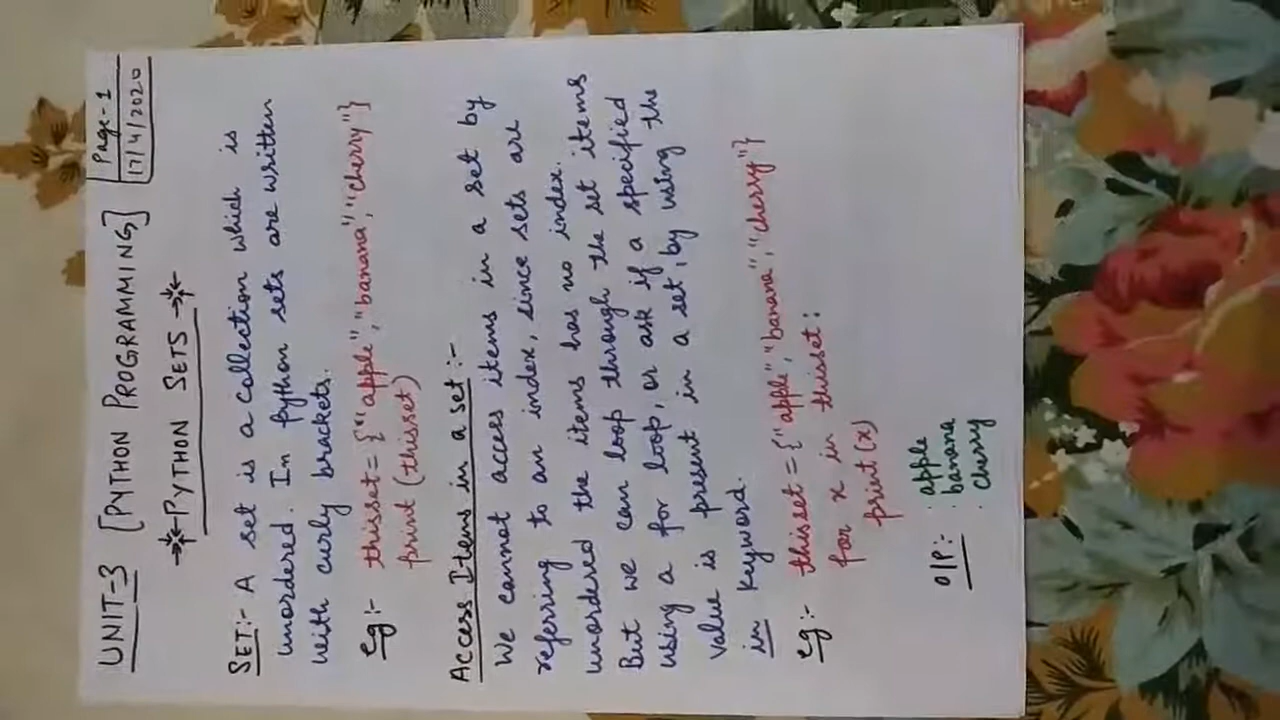 UNIT-3 [PYTHON PROGRAMMING] Page-1
17/4/2020
PYTHON SETS
SET:- A set is a collection which is
unordered. In Python sets are written
with curly brackets.
eg:- thisset = {"apple", "banana", "cherry"}
print (thisset)
Access Items in a set:-
We cannot access items in a set by
referring to an index, since sets are
unordered the items has no index.
But we can loop through the set items
using a for loop, or ask if a specified
value is present in a set, by using the
in keyword.
eg:- thisset = {"apple", "banana", "cherry"}
for x in thisset:
print (x)
O/P:- apple
banana
cherry